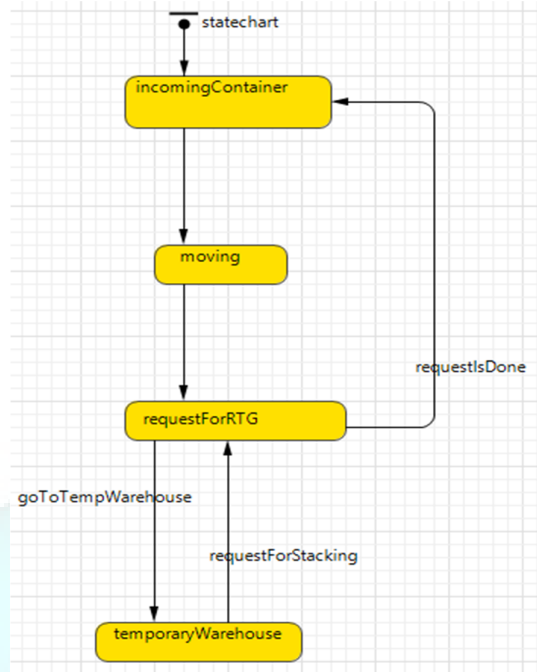 statechart
incomingContainer
moving
requestIsDone
requestForRTG
goToTempWarehouse
requestForStacking
temporaryWarehouse